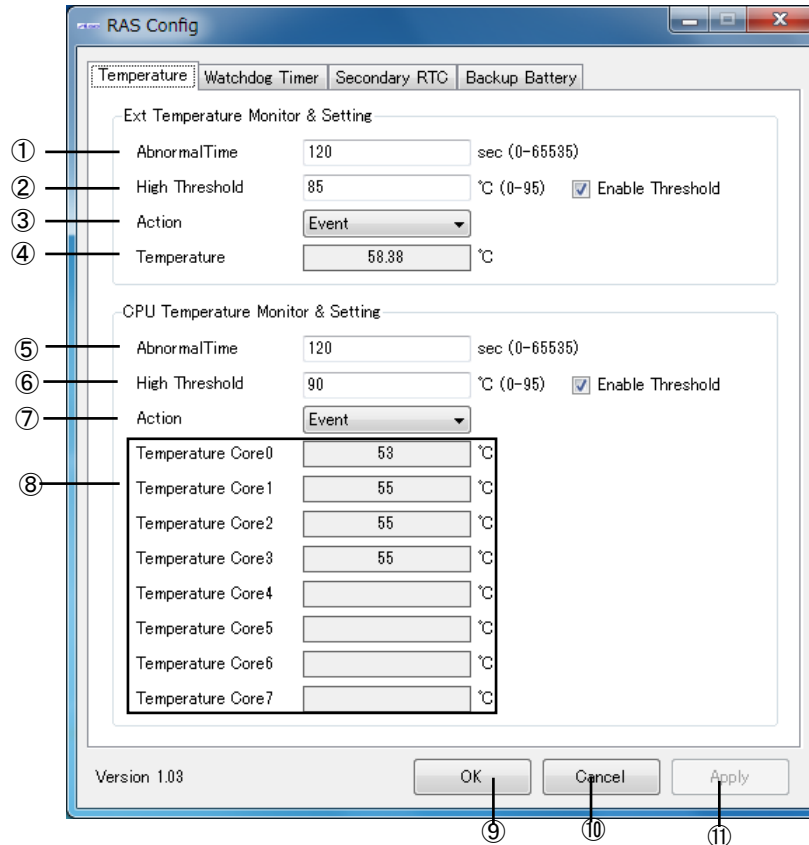 RAS Config
Temperature Watchdog Timer Secondary RTC Backup Battery
Ext Temperature Monitor & Setting
① AbnormalTime 120 sec (0-65535)
② High Threshold 85 ℃ (0-95) Enable Threshold
③ Action Event
④ Temperature 58.38 ℃
CPU Temperature Monitor & Setting
⑤ AbnormalTime 120 sec (0-65535)
⑥ High Threshold 90 ℃ (0-95) Enable Threshold
⑦ Action Event
Temperature Core0 53 ℃
⑧ Temperature Core1 55 ℃
Temperature Core2 55 ℃
Temperature Core3 55 ℃
Temperature Core4 ℃
Temperature Core5 ℃
Temperature Core6 ℃
Temperature Core7 ℃
Version 1.03 OK Cancel Apply
⑨ ⑩ ⑪